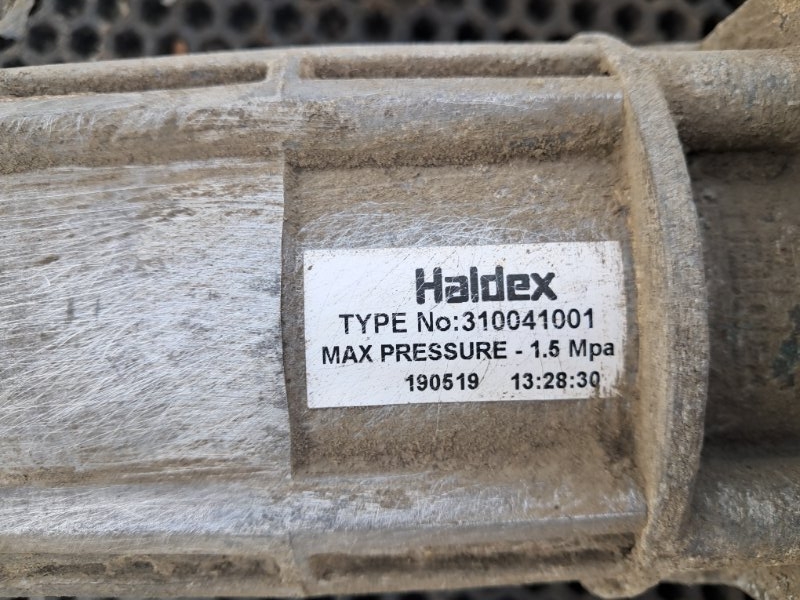 Haldex
TYPE No:310041001
MAX PRESSURE - 1.5 Mpa
190519 13:28:30